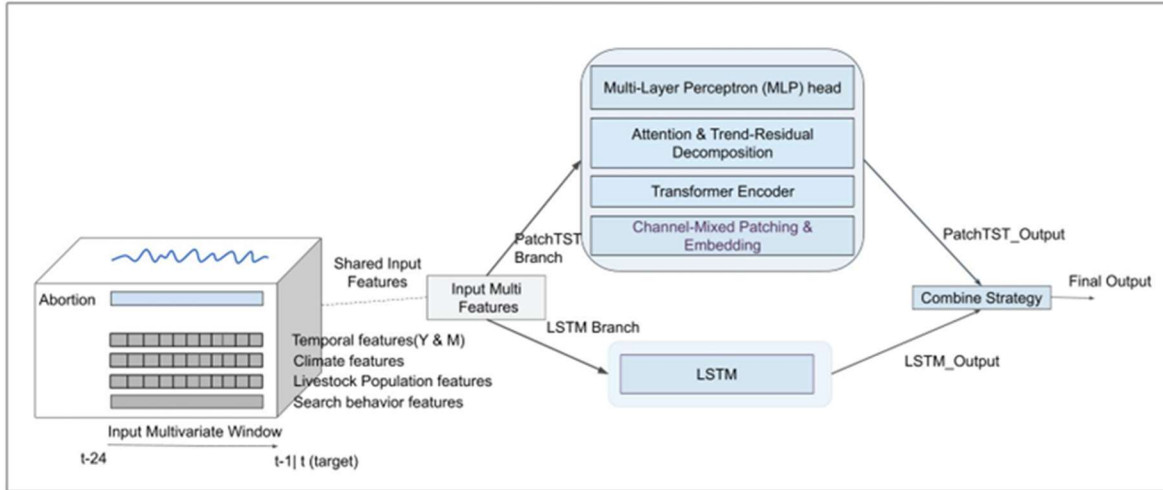 Multi-Layer Perceptron (MLP) head
Attention & Trend-Residual
Decomposition
Transformer Encoder
Channel-Mixed Patching &
Embedding
PatchTST
Branch
PatchTST_Output
Shared Input
Features
Input Multi
Features
Combine Strategy
Final Output
LSTM Branch
LSTM
LSTM_Output
Abortion
Temporal features(Y & M)
Climate features
Livestock Population features
Search behavior features
Input Multivariate Window
t-24
t-1| t (target)